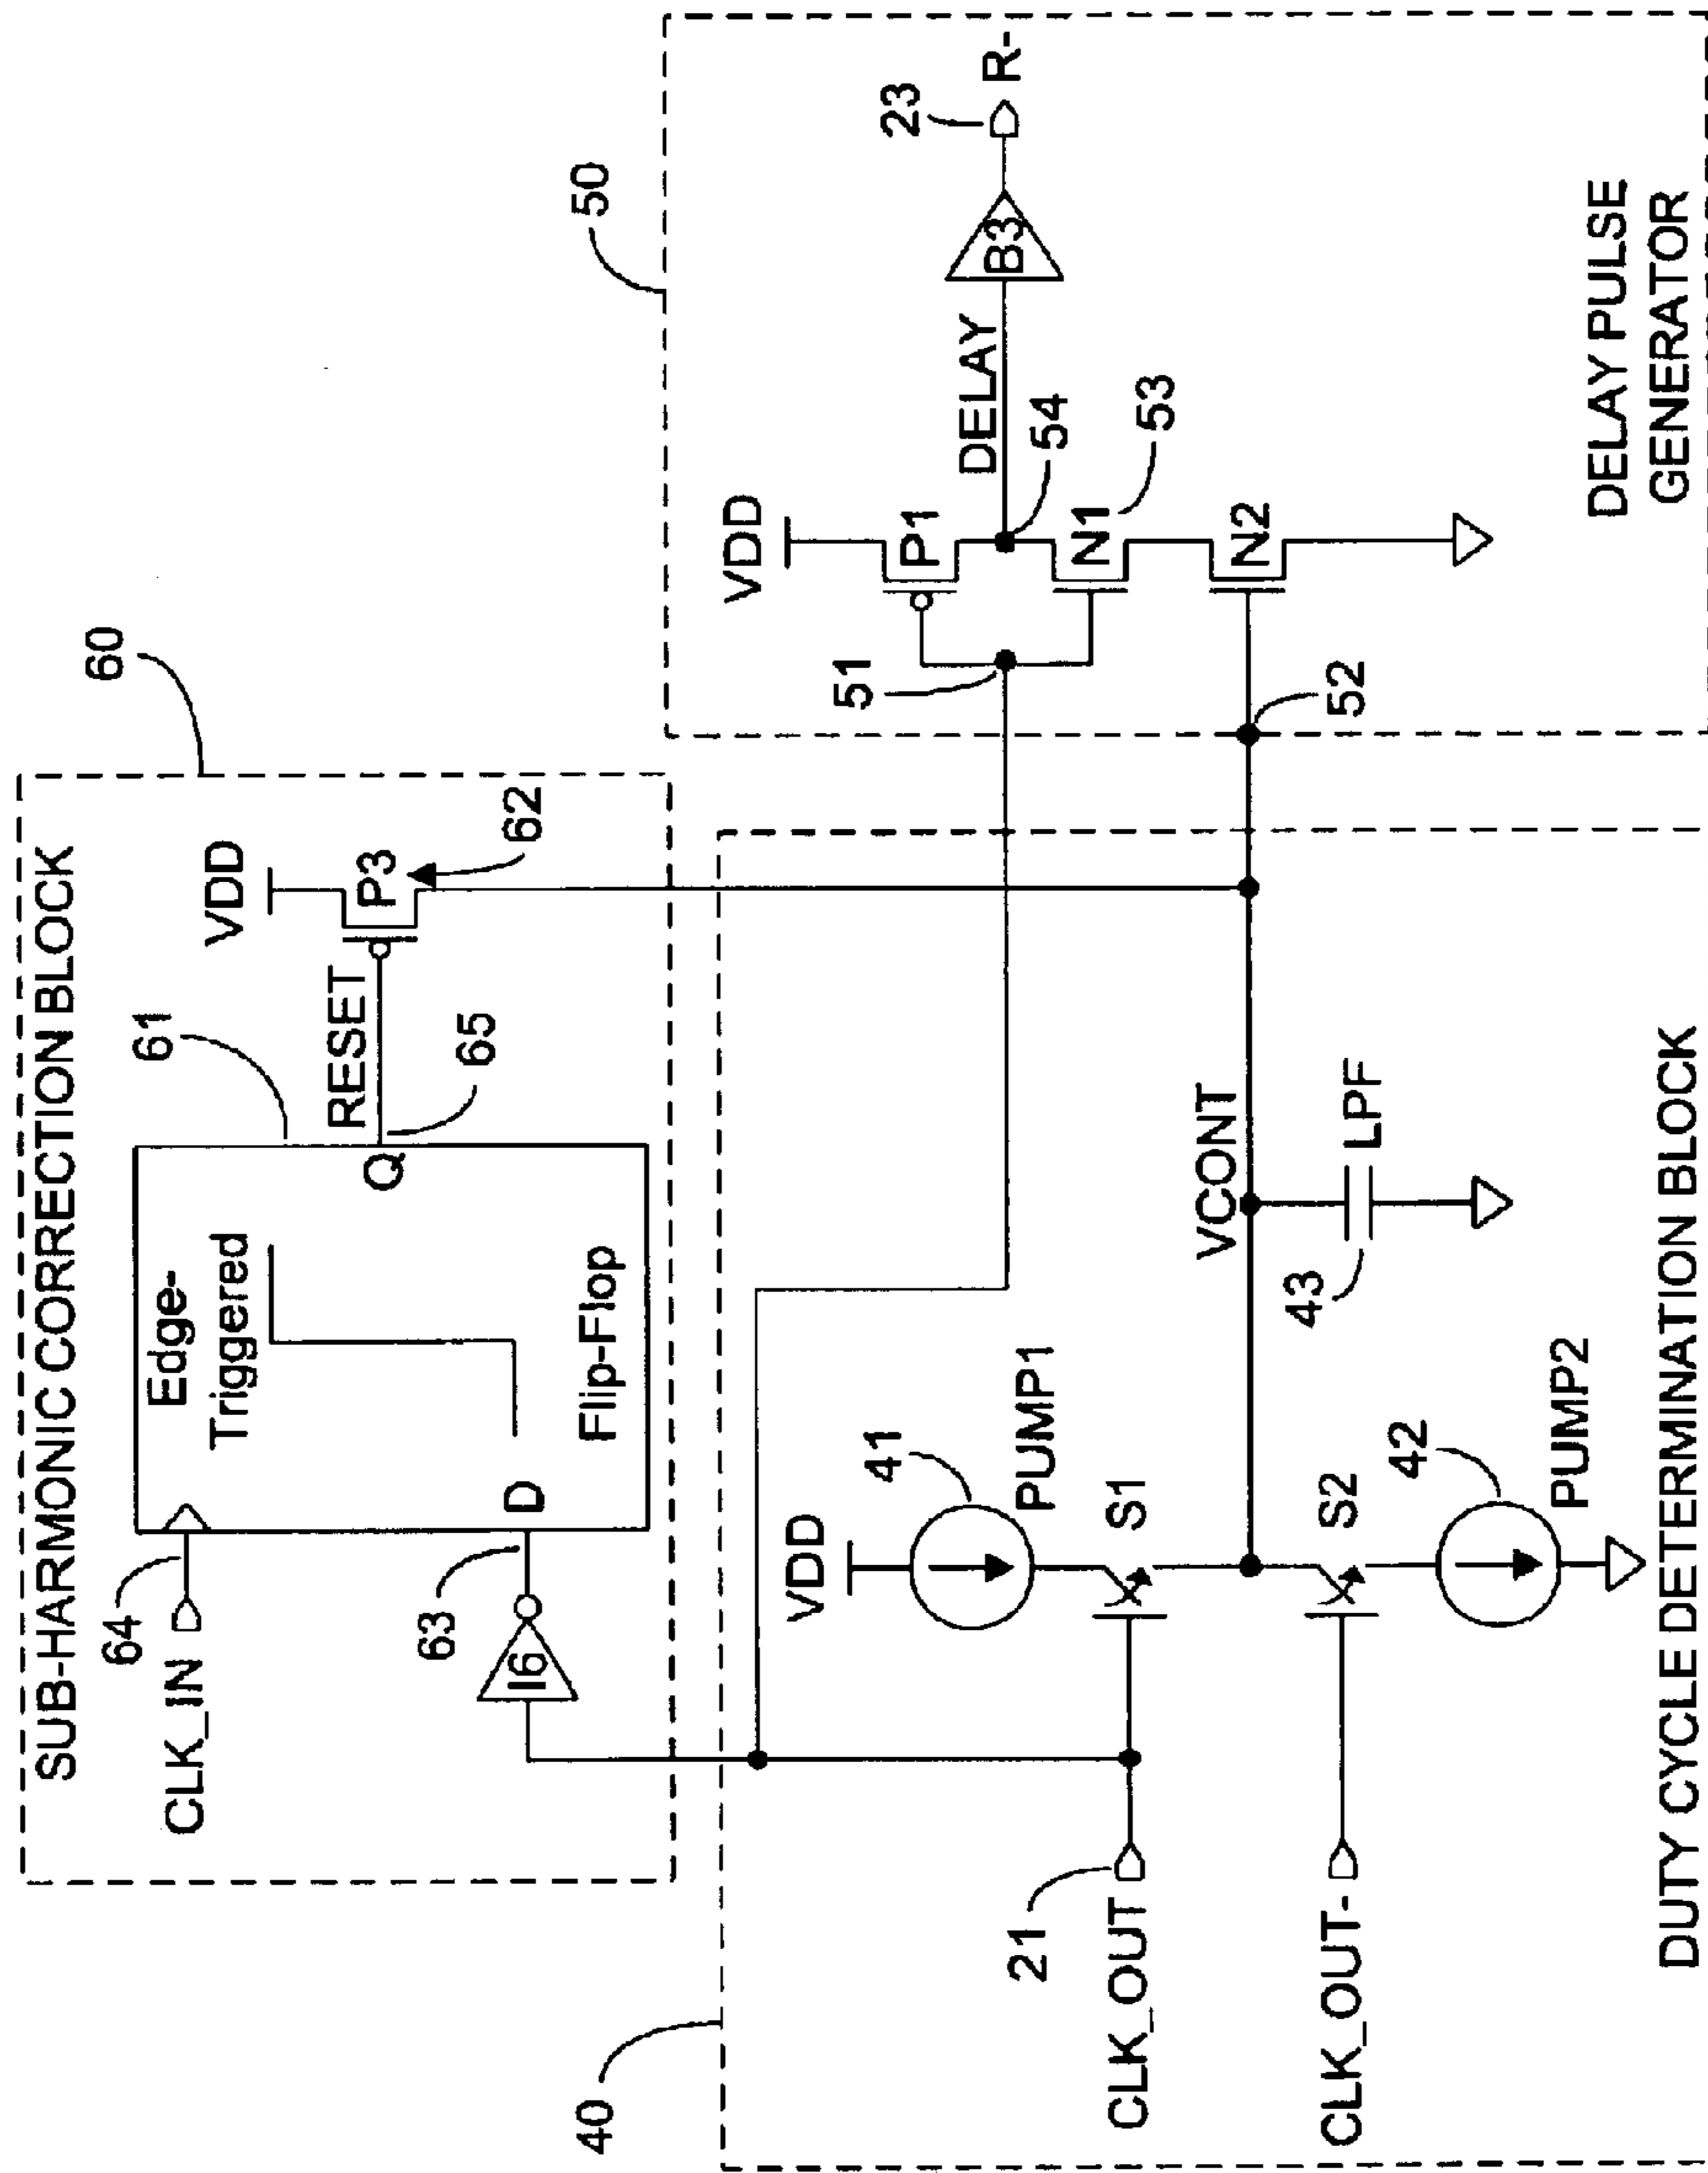 SUB-HARMONIC CORRECTION BLOCK
60
64
CLK_IN
Edge-
Triggered
Flip-Flop
D
Q
61
63
I6
RESET
65
VDD
P3
62
40
21
CLK_OUT
CLK_OUT-
VDD
41
PUMP1
S1
S2
42
PUMP2
VCONT
43
LPF
DUTY CYCLE DETERMINATION BLOCK
50
51
52
VDD
P1
N1
N2
53
54
DELAY
B3
23
R-
DELAY PULSE
GENERATOR